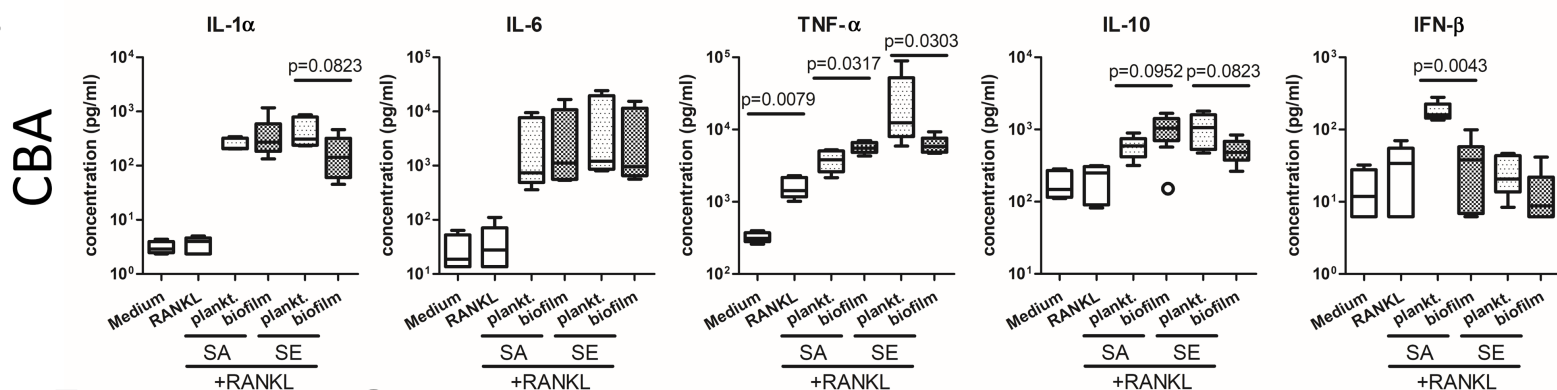 CBA
IL-1α
concentration (pg/ml)
10⁴
10³
10²
10¹
10⁰
p=0.0823
Medium
RANKL
plankt.
biofilm
plankt.
biofilm
SA
SE
+RANKL
IL-6
concentration (pg/ml)
10⁵
10⁴
10³
10²
10¹
Medium
RANKL
plankt.
biofilm
plankt.
biofilm
SA
SE
+RANKL
TNF-α
concentration (pg/ml)
10⁵
10⁴
10³
10²
p=0.0079
p=0.0317
p=0.0303
Medium
RANKL
plankt.
biofilm
plankt.
biofilm
SA
SE
+RANKL
IL-10
concentration (pg/ml)
10⁴
10³
10²
10¹
p=0.0952
p=0.0823
Medium
RANKL
plankt.
biofilm
plankt.
biofilm
SA
SE
+RANKL
IFN-β
concentration (pg/ml)
10³
10²
10¹
10⁰
p=0.0043
Medium
RANKL
plankt.
biofilm
plankt.
biofilm
SA
SE
+RANKL